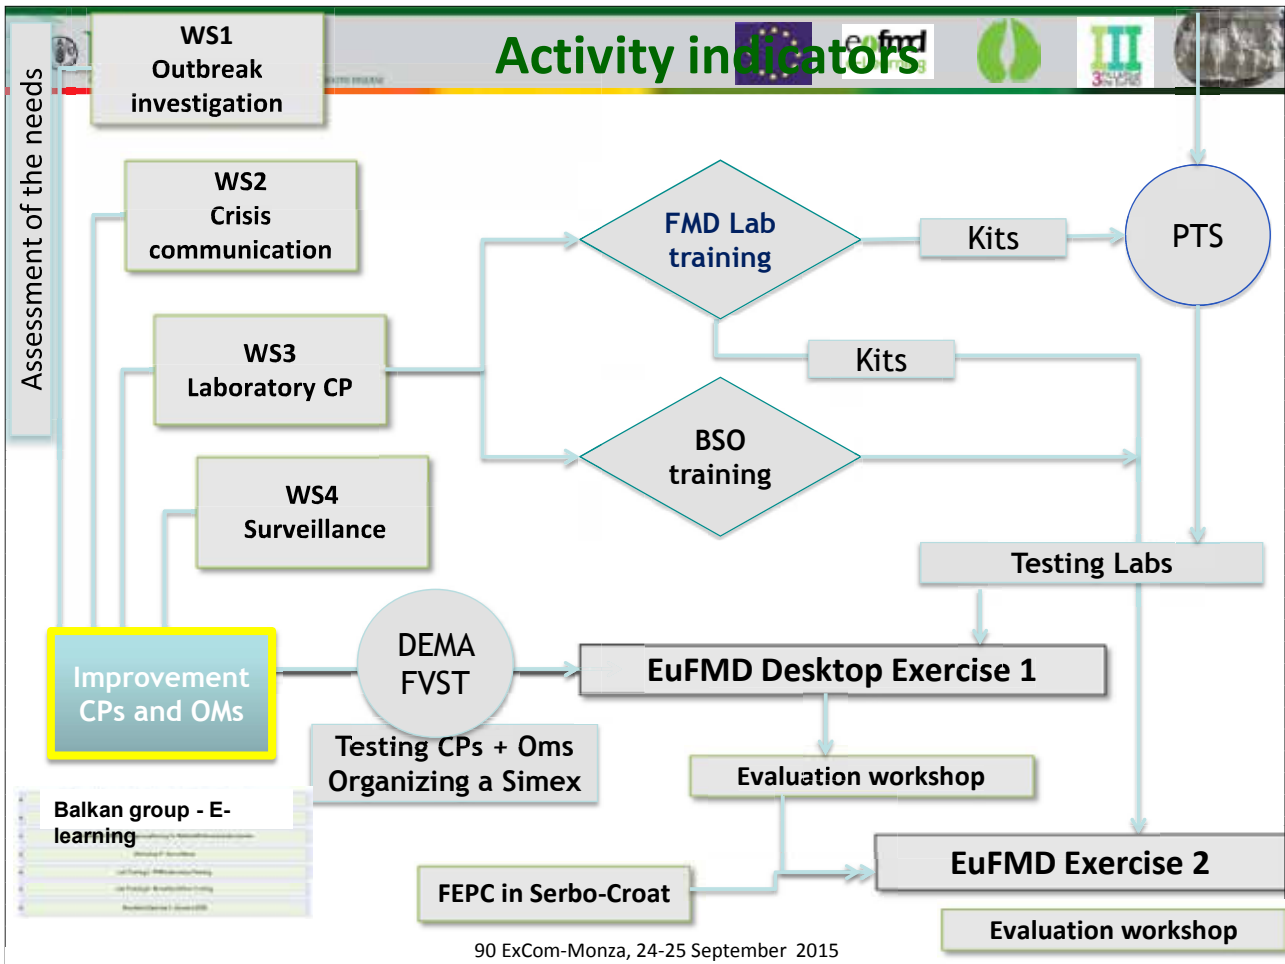 Activity indicators
eofmd
Assessment of the needs
WS1
Outbreak
investigation
WS2
Crisis
communication
WS3
Laboratory CP
WS4
Surveillance
FMD Lab
training
Kits
PTS
Kits
BSO
training
Testing Labs
Improvement
CPs and OMs
DEMA
FVST
Testing CPs + Oms
Organizing a Simex
EuFMD Desktop Exercise 1
Evaluation workshop
Balkan group - E-
learning
FEPC in Serbo-Croat
EuFMD Exercise 2
Evaluation workshop
90 ExCom-Monza, 24-25 September 2015